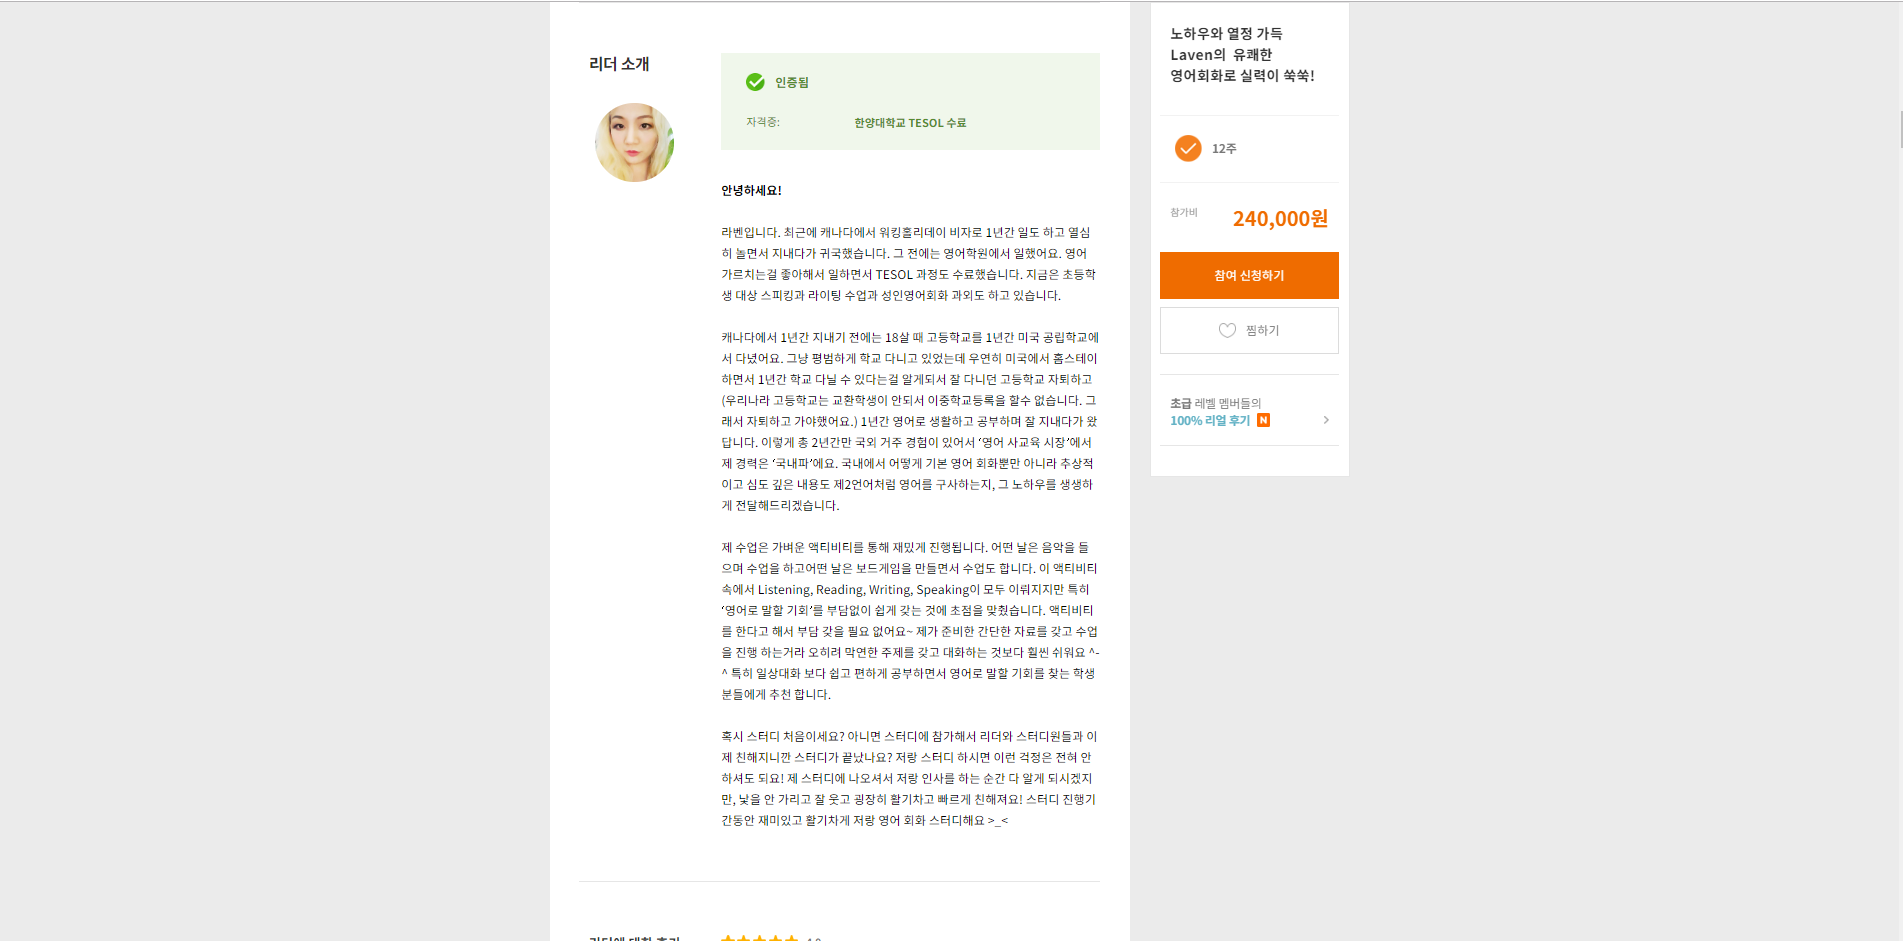 리더 소개
인증됨
자격증: 한양대학교 TESOL 수료
안녕하세요!
라벤입니다. 최근에 캐나다에서 워킹홀리데이 비자로 1년간 일도 하고 열심
히 놀면서 지내다가 귀국했습니다. 그 전에는 영어학원에서 일했어요. 영어
가르치는걸 좋아해서 일하면서 TESOL 과정도 수료했습니다. 지금은 초등학
생 대상 스피킹과 라이팅 수업과 성인영어회화 과외도 하고 있습니다.
캐나다에서 1년간 지내기 전에는 18살 때 고등학교를 1년간 미국 공립학교에
서 다녔어요. 그냥 평범하게 학교 다니고 있었는데 우연히 미국에서 홈스테이
하면서 1년간 학교 다닐 수 있다는걸 알게되서 잘 다니던 고등학교 자퇴하고
(우리나라 고등학교는 교환학생이 안되서 이중학교등록을 할수 없습니다. 그
래서 자퇴하고 가야했어요.) 1년간 영어로 생활하고 공부하며 잘 지내다가 왔
답니다. 이렇게 총 2년간만 국외 거주 경험이 있어서 ‘영어 사교육 시장’에서
제 경력은 ‘국내파’에요. 국내에서 어떻게 기본 영어 회화뿐만 아니라 추상적
이고 심도 깊은 내용도 제2언어처럼 영어를 구사하는지, 그 노하우를 생생하
게 전달해드리겠습니다.
제 수업은 가벼운 액티비티를 통해 재밌게 진행됩니다. 어떤 날은 음악을 들
으며 수업을 하고어떤 날은 보드게임을 만들면서 수업도 합니다. 이 액티비티
속에서 Listening, Reading, Writing, Speaking이 모두 이뤄지지만 특히
‘영어로 말할 기회’를 부담없이 쉽게 갖는 것에 초점을 맞췄습니다. 액티비티
를 한다고 해서 부담 갖을 필요 없어요~ 제가 준비한 간단한 자료를 갖고 수업
을 진행 하는거라 오히려 막연한 주제를 갖고 대화하는 것보다 훨씬 쉬워요 ^-
^ 특히 일상대화 보다 쉽고 편하게 공부하면서 영어로 말할 기회를 찾는 학생
분들에게 추천 합니다.
혹시 스터디 처음이세요? 아니면 스터디에 참가해서 리더와 스터디원들과 이
제 친해지니깐 스터디가 끝났나요? 저랑 스터디 하시면 이런 걱정은 전혀 안
하셔도 되요! 제 스터디에 나오셔서 저랑 인사를 하는 순간 다 알게 되시겠지
만, 낯을 안 가리고 잘 웃고 굉장히 활기차고 빠르게 친해져요! 스터디 진행기
간동안 재미있고 활기차게 저랑 영어 회화 스터디해요 >_<
노하우와 열정 가득
Laven의 유쾌한
영어회화로 실력이 쑥쑥!
12주
참가비 240,000원
참여 신청하기
찜하기
초급 레벨 멤버들의
100% 리얼 후기 N